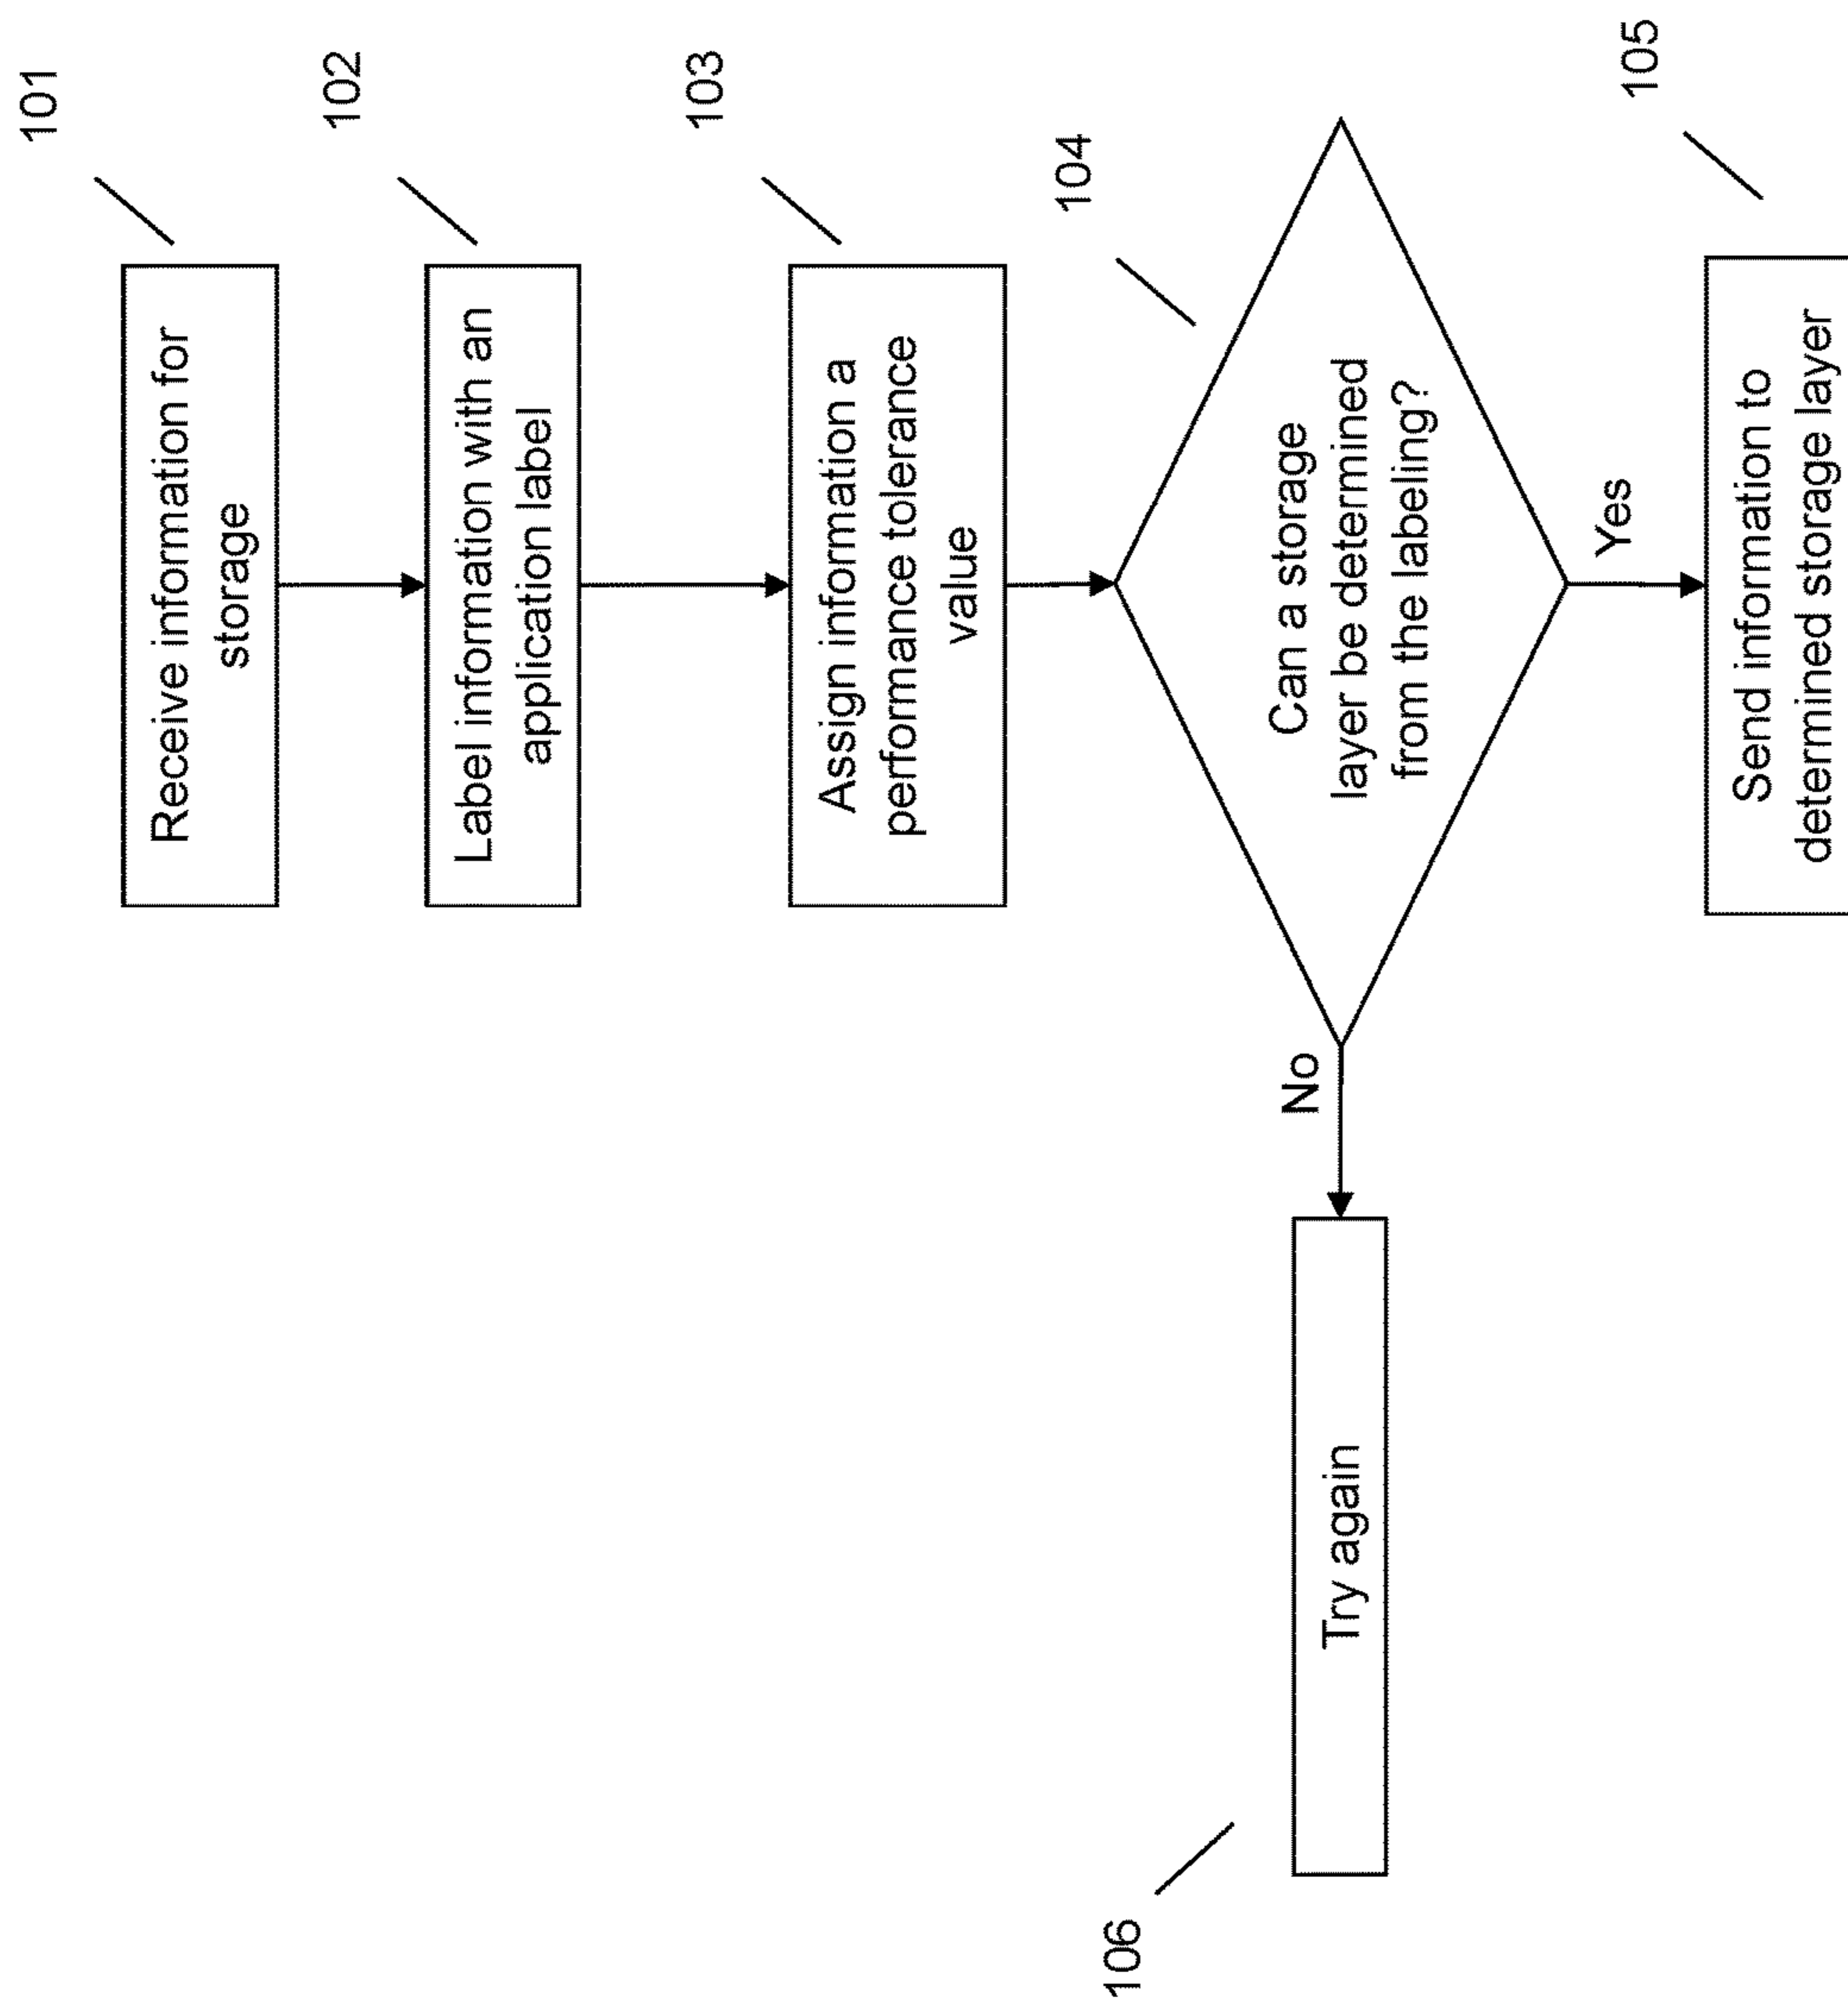 101
Receive information for
storage
102
Label information with an
application label
103
Assign information a
performance tolerance
value
104
Can a storage
layer be determined
from the labeling?
No
Yes
106
Try again
105
Send information to
determined storage layer